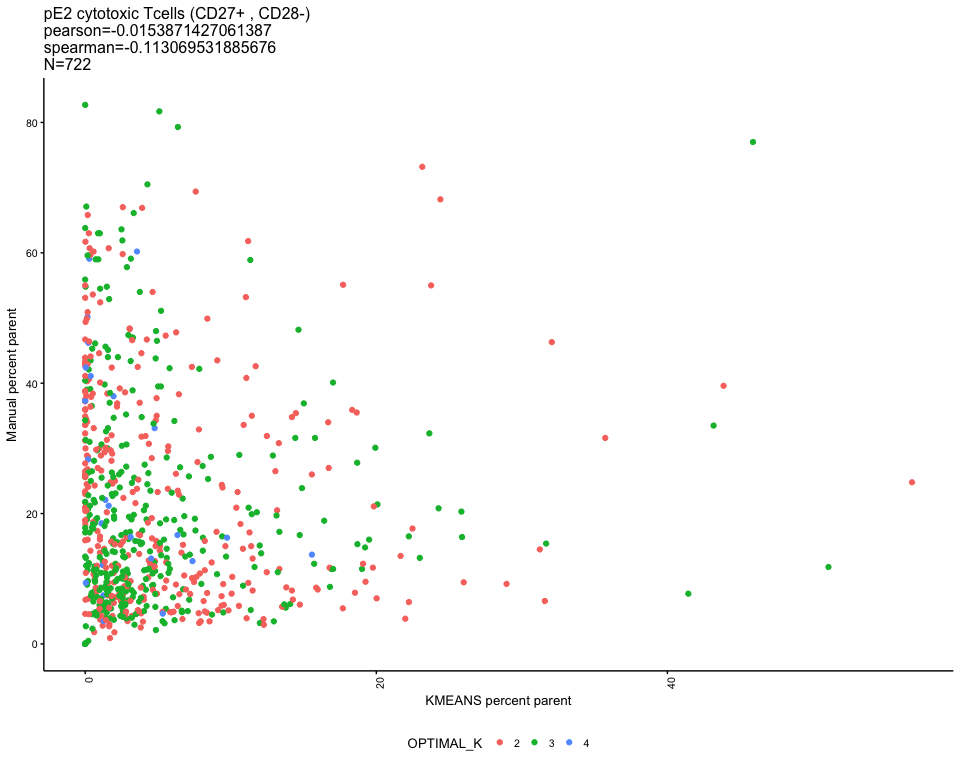 pE2 cytotoxic Tcells (CD27+ , CD28-)
pearson=-0.0153871427061387
spearman=-0.113069531885676
N=722
80
60
40
20
0
Manual percent parent
0 20 40
KMEANS percent parent
OPTIMAL_K 2 3 4